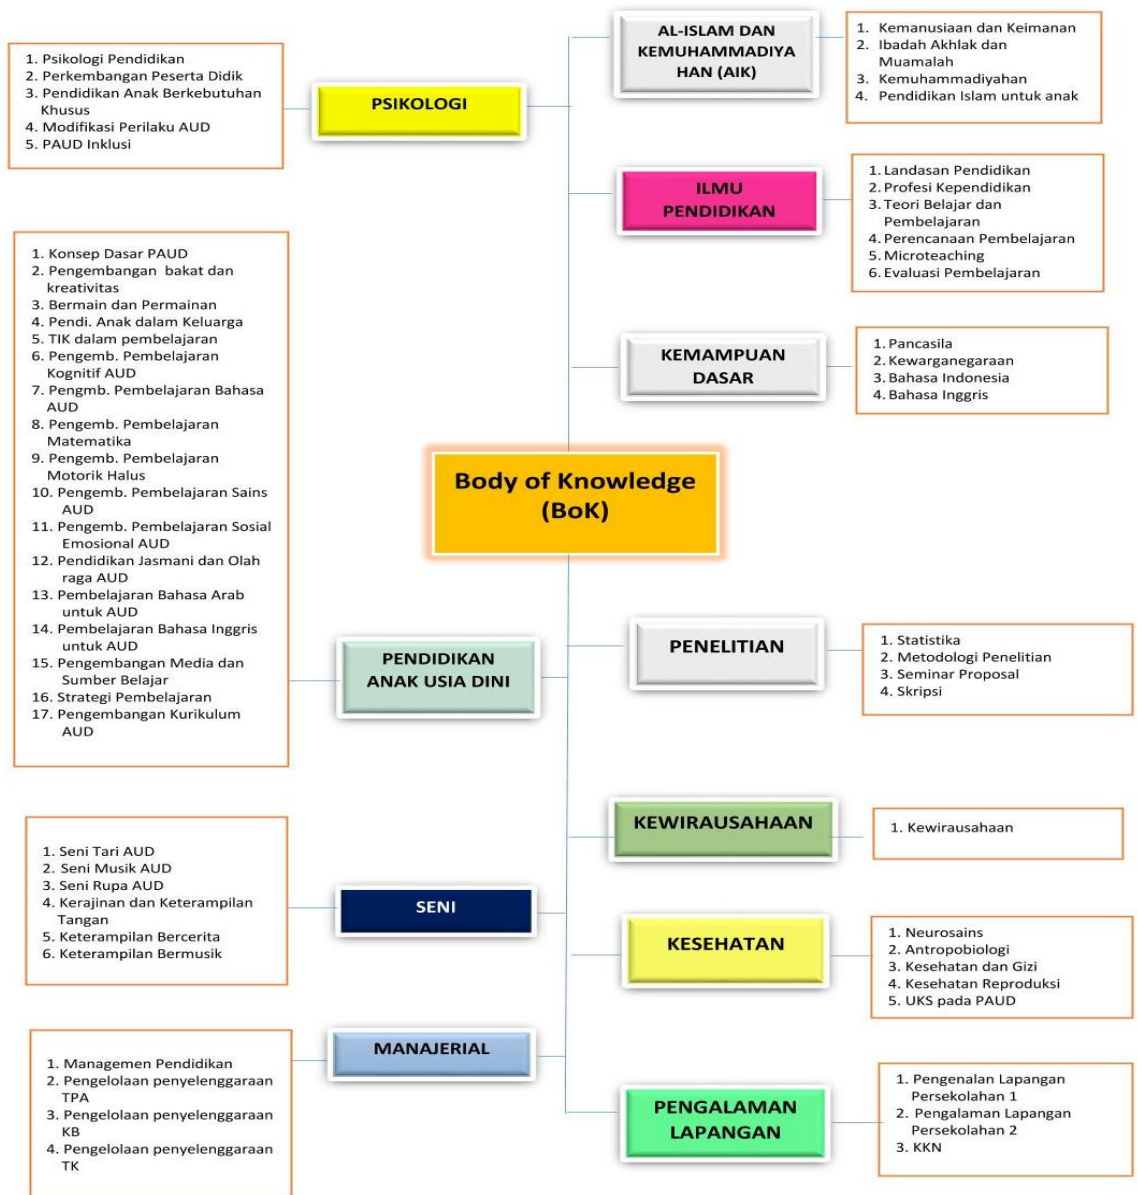 AL-ISLAM DAN
KEMUHAMMADIYA
HAN (AIK)
1. Kemanusiaan dan Keimanan
2. Ibadah Akhlak dan
Muamalah
3. Kemuhammadiyahan
4. Pendidikan Islam untuk anak
1. Psikologi Pendidikan
2. Perkembangan Peserta Didik
3. Pendidikan Anak Berkebutuhan
Khusus
4. Modifikasi Perilaku AUD
5. PAUD Inklusi
PSIKOLOGI
ILMU
PENDIDIKAN
1. Landasan Pendidikan
2. Profesi Kependidikan
3. Teori Belajar dan
Pembelajaran
4. Perencanaan Pembelajaran
5. Microteaching
6. Evaluasi Pembelajaran
KEMAMPUAN
DASAR
1. Pancasila
2. Kewarganegaraan
3. Bahasa Indonesia
4. Bahasa Inggris
Body of Knowledge
(BoK)
1. Konsep Dasar PAUD
2. Pengembangan bakat dan
kreativitas
3. Bermain dan Permainan
4. Pendi. Anak dalam Keluarga
5. TIK dalam pembelajaran
6. Pengemb. Pembelajaran
Kognitif AUD
7. Pengmb. Pembelajaran Bahasa
AUD
8. Pengemb. Pembelajaran
Matematika
9. Pengemb. Pembelajaran
Motorik Halus
10. Pengemb. Pembelajaran Sains
AUD
11. Pengemb. Pembelajaran Sosial
Emosional AUD
12. Pendidikan Jasmani dan Olah
raga AUD
13. Pembelajaran Bahasa Arab
untuk AUD
14. Pembelajaran Bahasa Inggris
untuk AUD
15. Pengembangan Media dan
Sumber Belajar
16. Strategi Pembelajaran
17. Pengembangan Kurikulum
AUD
PENDIDIKAN
ANAK USIA DINI
PENELITIAN
1. Statistika
2. Metodologi Penelitian
3. Seminar Proposal
4. Skripsi
KEWIRAUSAHAAN
1. Kewirausahaan
1. Seni Tari AUD
2. Seni Musik AUD
3. Seni Rupa AUD
4. Kerajinan dan Keterampilan
Tangan
5. Keterampilan Bercerita
6. Keterampilan Bermusik
SENI
KESEHATAN
1. Neurosains
2. Antropobiologi
3. Kesehatan dan Gizi
4. Kesehatan Reproduksi
5. UKS pada PAUD
1. Managemen Pendidikan
2. Pengelolaan penyelenggaraan
TPA
3. Pengelolaan penyelenggaraan
KB
4. Pengelolaan penyelenggaraan
TK
MANAJERIAL
PENGALAMAN
LAPANGAN
1. Pengenalan Lapangan
Persekolahan 1
2. Pengalaman Lapangan
Persekolahan 2
3. KKN